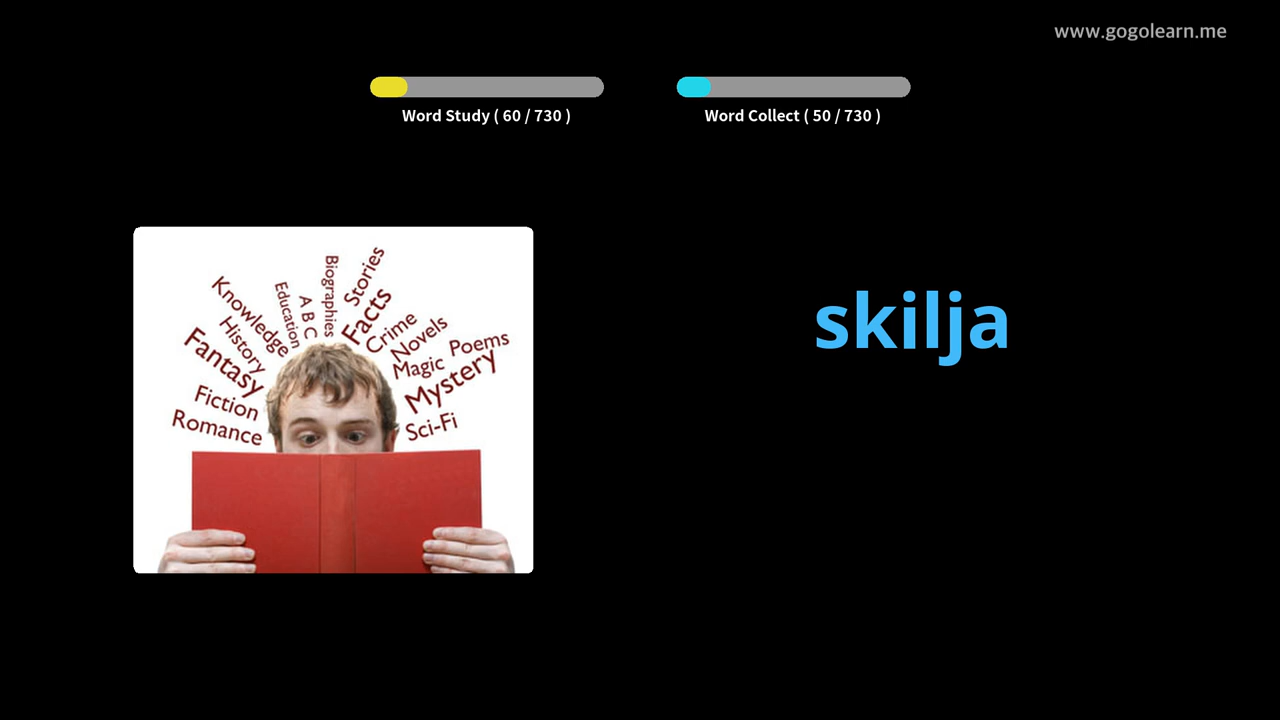 www.gogolearn.me
Word Study ( 60 / 730 )
Word Collect ( 50 / 730 )
Biographies
Stories
Education
A B C
Facts
Knowledge
History
Crime
Novels
Fantasy
Magic
Poems
Mystery
Fiction
Romance
Sci-Fi
skilja